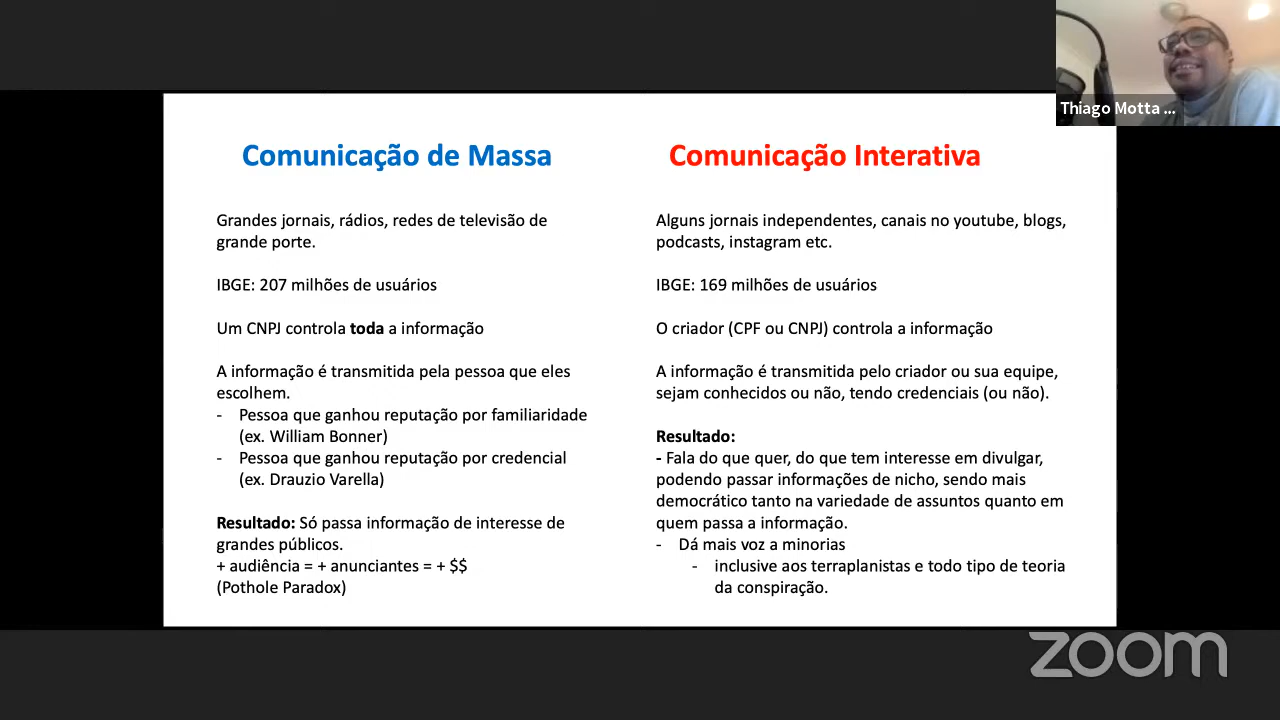 Thiago Motta ...
Comunicação de Massa
Grandes jornais, rádios, redes de televisão de
grande porte.
IBGE: 207 milhões de usuários
Um CNPJ controla toda a informação
A informação é transmitida pela pessoa que eles
escolhem.
- Pessoa que ganhou reputação por familiaridade
(ex. William Bonner)
- Pessoa que ganhou reputação por credencial
(ex. Drauzio Varella)
Resultado: Só passa informação de interesse de
grandes públicos.
+ audiência = + anunciantes = + $$
(Pothole Paradox)
Comunicação Interativa
Alguns jornais independentes, canais no youtube, blogs,
podcasts, instagram etc.
IBGE: 169 milhões de usuários
O criador (CPF ou CNPJ) controla a informação
A informação é transmitida pelo criador ou sua equipe,
sejam conhecidos ou não, tendo credenciais (ou não).
Resultado:
- Fala do que quer, do que tem interesse em divulgar,
podendo passar informações de nicho, sendo mais
democrático tanto na variedade de assuntos quanto em
quem passa a informação.
- Dá mais voz a minorias
- inclusive aos terraplanistas e todo tipo de teoria
da conspiração.
zoom